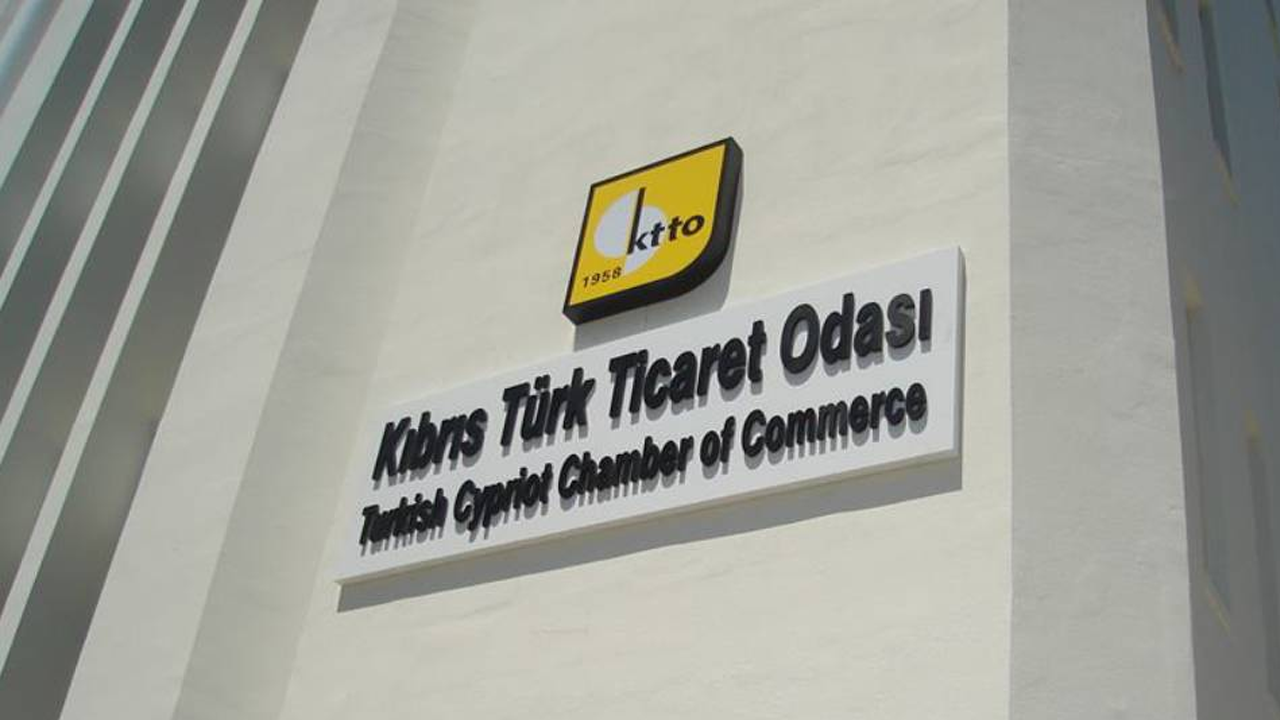 ktto
1958
Kıbrıs Türk Ticaret Odası
Turkish Cypriot Chamber of Commerce